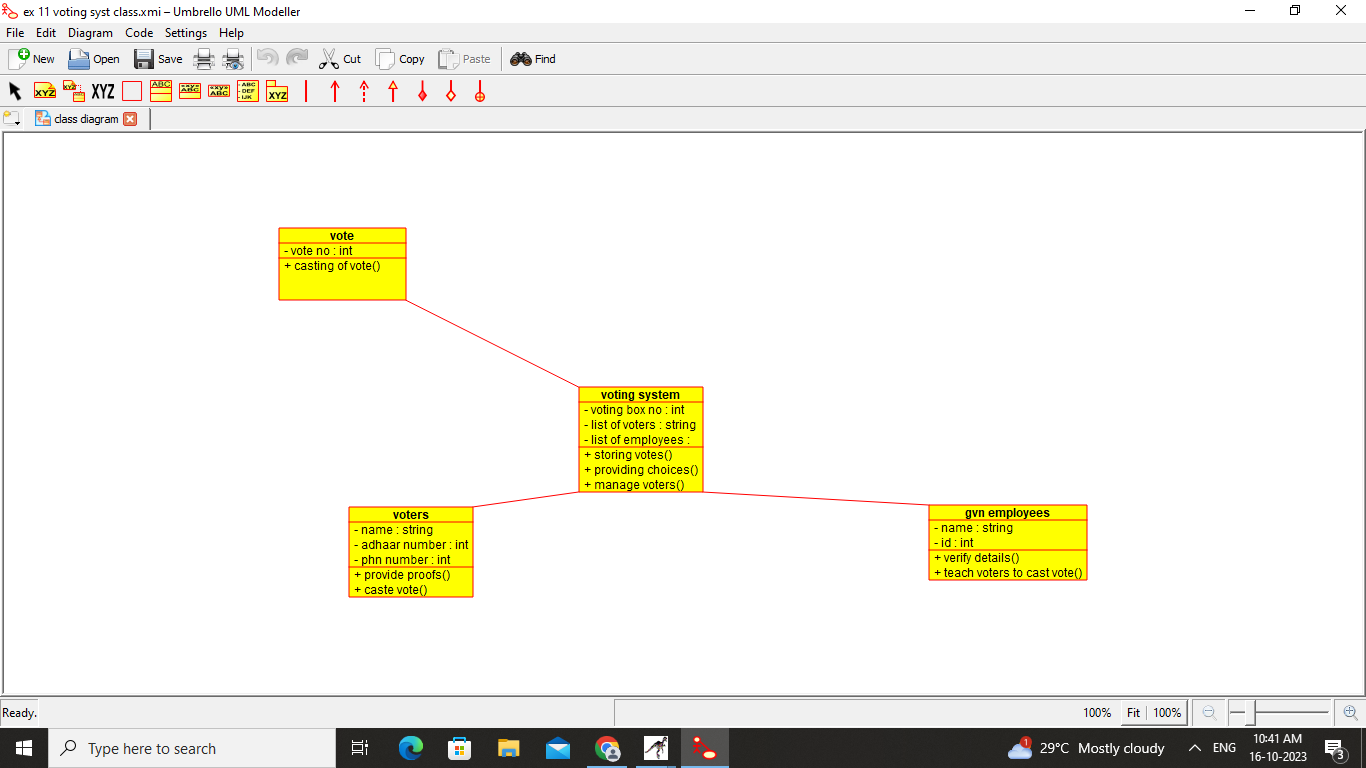 ex 11 voting syst class.xmi – Umbrello UML Modeller
File Edit Diagram Code Settings Help
New Open Save Cut Copy Paste Find
XYZ XYZ XYZ ABC «xyz» ABC «xyz» ABC - ABC - DEF - IJK XYZ
class diagram
vote
- vote no : int
+ casting of vote()
voting system
- voting box no : int
- list of voters : string
- list of employees :
+ storing votes()
+ providing choices()
+ manage voters()
voters
- name : string
- adhaar number : int
- phn number : int
+ provide proofs()
+ caste vote()
gvn employees
- name : string
- id : int
+ verify details()
+ teach voters to cast vote()
Ready.
100% Fit 100%
Type here to search
1
29°C Mostly cloudy
ENG
10:41 AM
16-10-2023
3